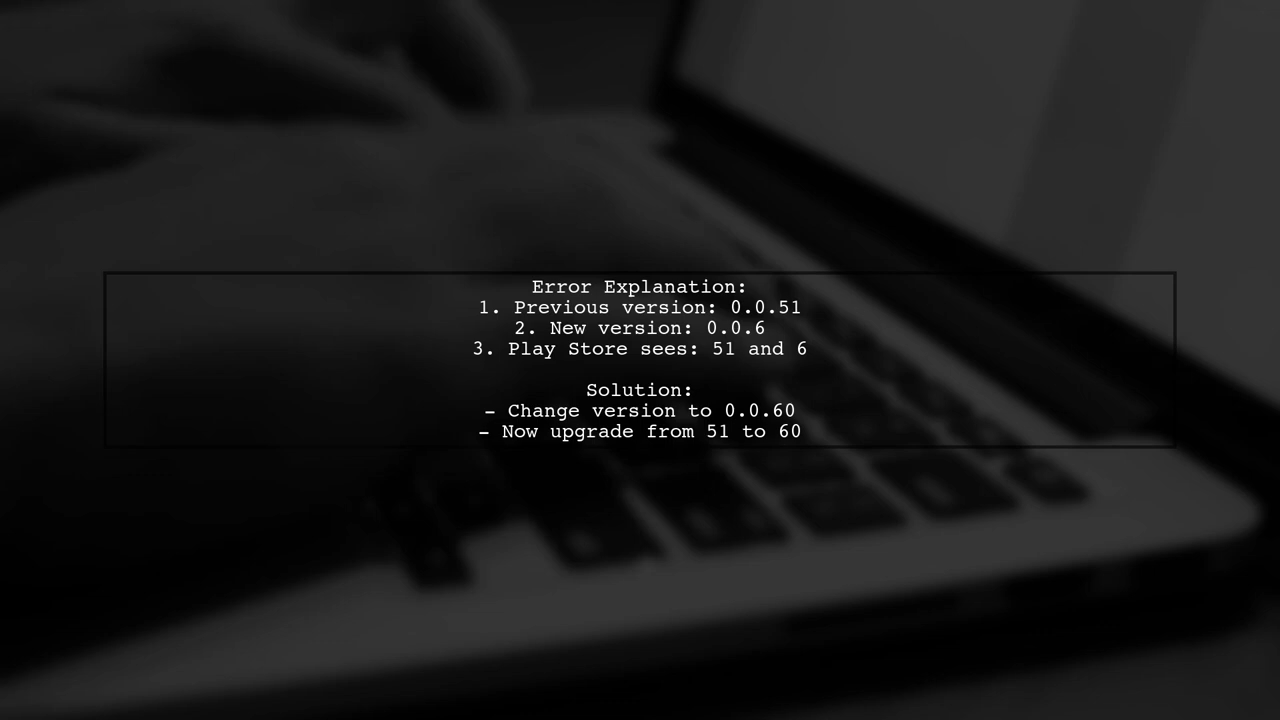 Error Explanation:
1. Previous version: 0.0.51
2. New version: 0.0.6
3. Play Store sees: 51 and 6
Solution:
– Change version to 0.0.60
– Now upgrade from 51 to 60